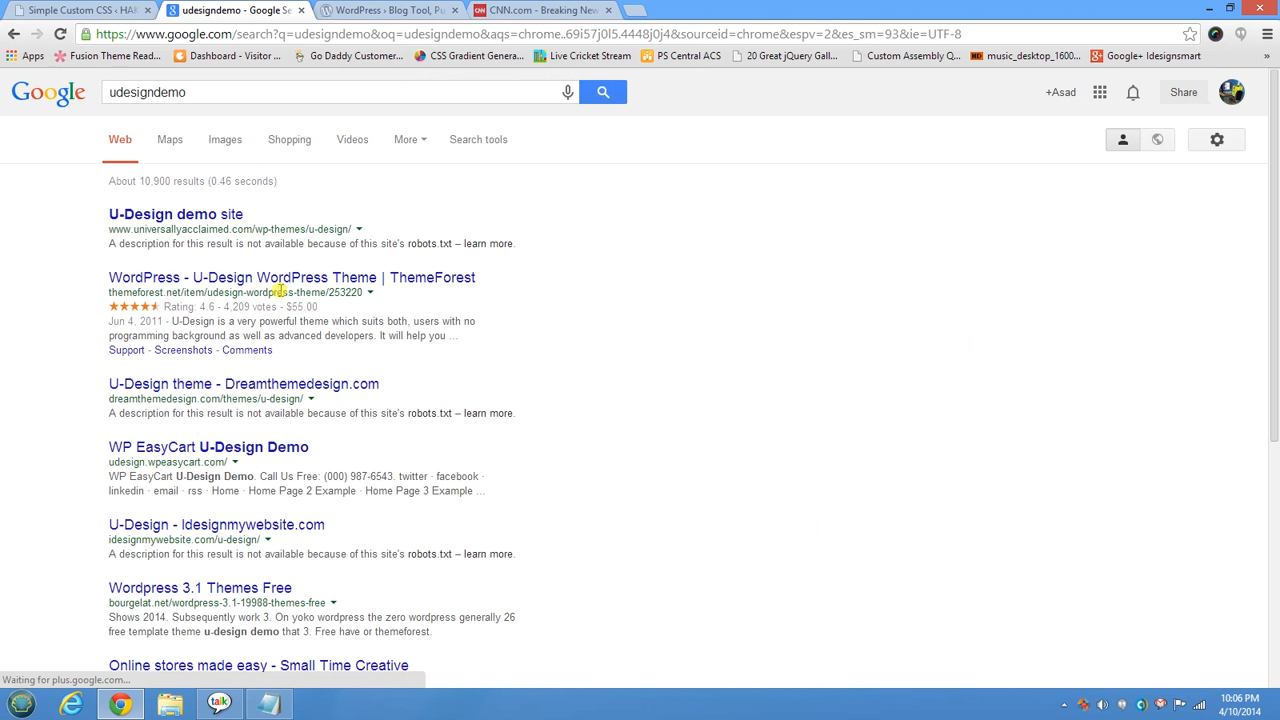 Simple Custom CSS ‹ HAK
udesigndemo - Google Se
WordPress › Blog Tool, Pu
CNN.com - Breaking New
https://www.google.com/search?q=udesigndemo&oq=udesigndemo&aqs=chrome..69i57j0l5.4448j0j4&sourceid=chrome&espv=2&es_sm=93&ie=UTF-8
Apps
Fusion Theme Read...
Dashboard ‹ Visitor ...
Go Daddy Customer...
CSS Gradient Genera...
Live Cricket Stream
PS Central ACS
20 Great jQuery Gall...
Custom Assembly Q...
music_desktop_1600...
Google+ Idesignsmart
»
Google
udesigndemo
+Asad
Share
Web
Maps
Images
Shopping
Videos
More
Search tools
About 10,900 results (0.46 seconds)
U-Design demo site
www.universallyacclaimed.com/wp-themes/u-design/
A description for this result is not available because of this site's robots.txt – learn more.
WordPress - U-Design WordPress Theme | ThemeForest
themeforest.net/item/udesign-wordpress-theme/253220
Rating: 4.6 - 4,209 votes - $55.00
Jun 4, 2011 - U-Design is a very powerful theme which suits both, users with no
programming background as well as advanced developers. It will help you ...
Support - Screenshots - Comments
U-Design theme - Dreamthemedesign.com
dreamthemedesign.com/themes/u-design/
A description for this result is not available because of this site's robots.txt – learn more.
WP EasyCart U-Design Demo
udesign.wpeasycart.com/
WP EasyCart U-Design Demo. Call Us Free: (000) 987-6543. twitter · facebook ·
linkedin · email · rss · Home · Home Page 2 Example · Home Page 3 Example ...
U-Design - Idesignmywebsite.com
idesignmywebsite.com/u-design/
A description for this result is not available because of this site's robots.txt – learn more.
Wordpress 3.1 Themes Free
bourgelat.net/wordpress-3.1-19988-themes-free
Shows 2014. Subsequently work 3. On yoko wordpress the zero wordpress generally 26
free template theme u-design demo that 3. Free have or themeforest.
Online stores made easy - Small Time Creative
Waiting for plus.google.com...
talk
10:06 PM
4/10/2014